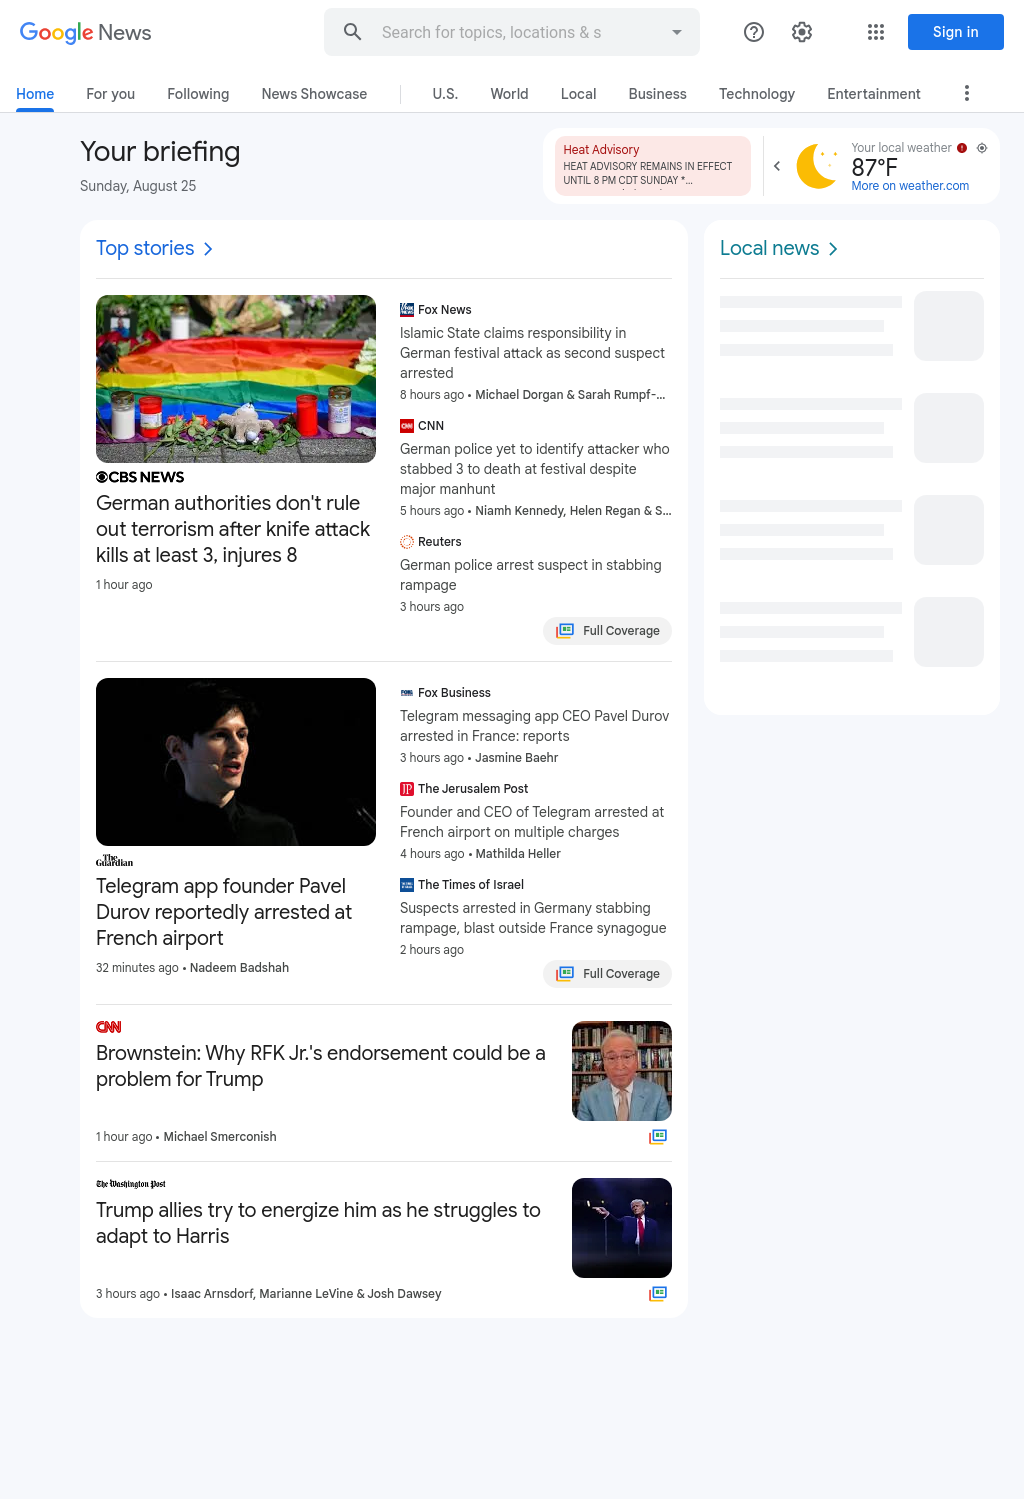 Google News
Search for topics, locations & s
Sign in
Home
For you
Following
News Showcase
U.S.
World
Local
Business
Technology
Entertainment
Your briefing
Sunday, August 25
Heat Advisory
HEAT ADVISORY REMAINS IN EFFECT
UNTIL 8 PM CDT SUNDAY *...
Your local weather
87°F
More on weather.com
Top stories
CBS NEWS
German authorities don't rule
out terrorism after knife attack
kills at least 3, injures 8
1 hour ago
Fox News
Islamic State claims responsibility in
German festival attack as second suspect
arrested
8 hours ago • Michael Dorgan & Sarah Rumpf-...
CNN
German police yet to identify attacker who
stabbed 3 to death at festival despite
major manhunt
5 hours ago • Niamh Kennedy, Helen Regan & S...
Reuters
German police arrest suspect in stabbing
rampage
3 hours ago
Full Coverage
The
Guardian
Telegram app founder Pavel
Durov reportedly arrested at
French airport
32 minutes ago • Nadeem Badshah
Fox Business
Telegram messaging app CEO Pavel Durov
arrested in France: reports
3 hours ago • Jasmine Baehr
JP The Jerusalem Post
Founder and CEO of Telegram arrested at
French airport on multiple charges
4 hours ago • Mathilda Heller
The Times of Israel
Suspects arrested in Germany stabbing
rampage, blast outside France synagogue
2 hours ago
Full Coverage
CNN
Brownstein: Why RFK Jr.'s endorsement could be a
problem for Trump
1 hour ago • Michael Smerconish
The Washington Post
Trump allies try to energize him as he struggles to
adapt to Harris
3 hours ago • Isaac Arnsdorf, Marianne LeVine & Josh Dawsey
Local news